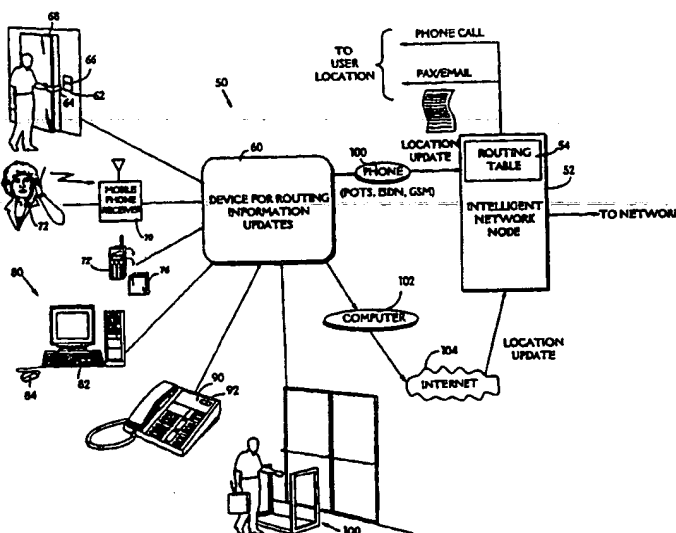 68
66
62
64
50
TO
USER
LOCATION
PHONE CALL
FAX/EMAIL
60
DEVICE FOR ROUTING
INFORMATION
UPDATES
100
PHONE
(POTS, ISDN, GSM)
LOCATION
UPDATE
ROUTING
TABLE
54
52
INTELLIGENT
NETWORK
NODE
TO NETWORK
72
MOBILE
PHONE
RECEIVER
70
72'
74
80
82
84
90
92
102
COMPUTER
104
INTERNET
LOCATION
UPDATE
100